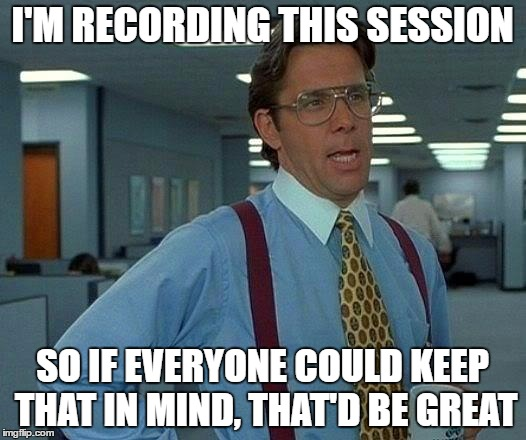 I'M RECORDING THIS SESSION
SO IF EVERYONE COULD KEEP
THAT IN MIND, THAT'D BE GREAT
imgflip.com